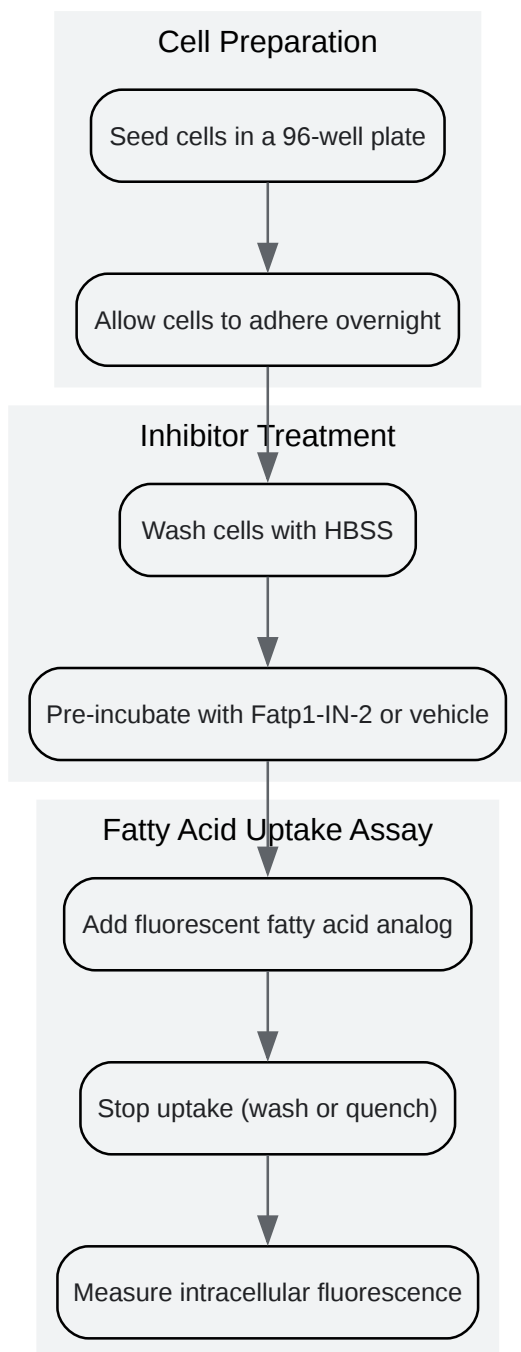 Cell Preparation
Seed cells in a 96-well plate
Allow cells to adhere overnight
Inhibitor Treatment
Wash cells with HBSS
Pre-incubate with Fatp1-IN-2 or vehicle
Fatty Acid Uptake Assay
Add fluorescent fatty acid analog
Stop uptake (wash or quench)
Measure intracellular fluorescence